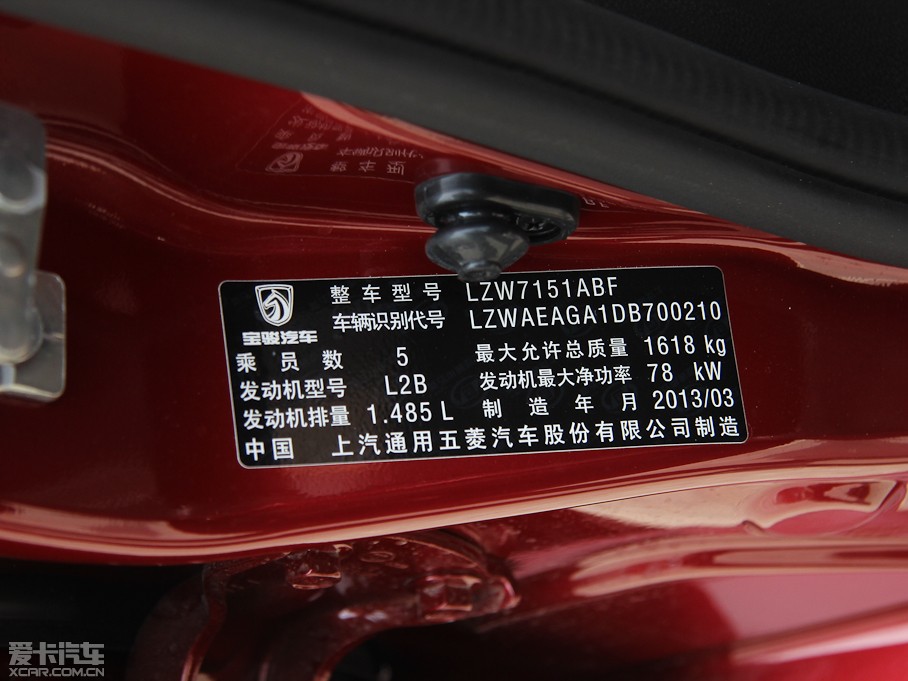 整车型号 LZW7151ABF
车辆识别代号 LZWAEAGA1DB700210
宝骏汽车
乘员数 5 最大允许总质量 1618 kg
发动机型号 L2B 发动机最大净功率 78 kW
发动机排量 1.485 L 制造年月 2013/03
中国 上汽通用五菱汽车股份有限公司制造
爱卡汽车
XCAR.COM.CN